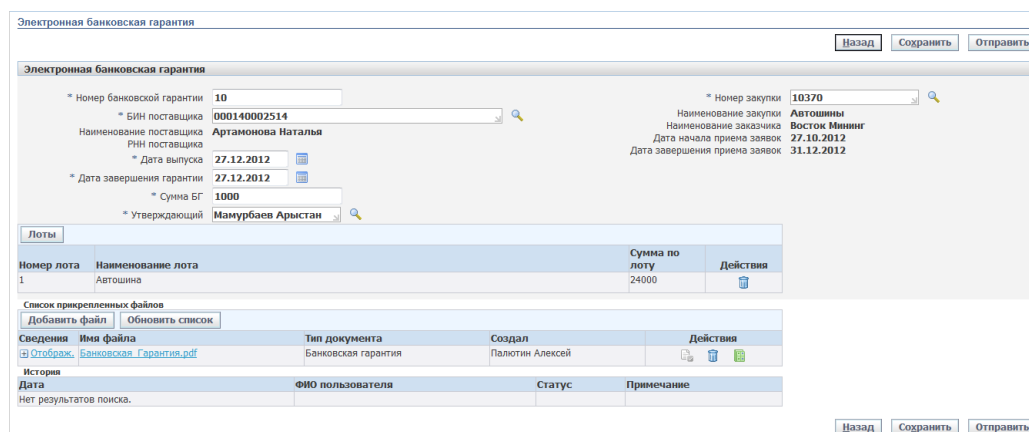 Электронная банковская гарантия
Назад Сохранить Отправить
Электронная банковская гарантия
* Номер банковской гарантии 10 * Номер закупки 10370
* БИН поставщика 000140002514 Наименование закупки Автошины
Наименование поставщика Артамонова Наталья Наименование заказчика Восток Мининг
РНН поставщика Дата начала приема заявок 27.10.2012
* Дата выпуска 27.12.2012 Дата завершения приема заявок 31.12.2012
* Дата завершения гарантии 27.12.2012
* Сумма БГ 1000
* Утверждающий Мамурбаев Арыстан
Лоты
Номер лота Наименование лота Сумма по лоту Действия
1 Автошина 24000
Список прикрепленных файлов
Добавить файл Обновить список
Сведения Имя файла Тип документа Создал Действия
Отображ. Банковская_Гарантия.pdf Банковская гарантия Палютин Алексей
История
Дата ФИО пользователя Статус Примечание
Нет результатов поиска.
Назад Сохранить Отправить